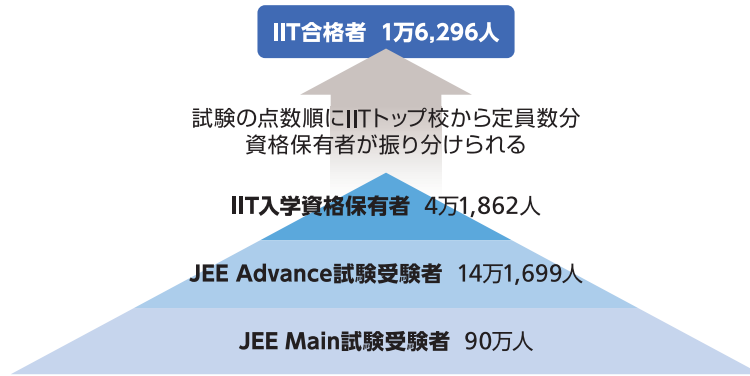 IIT合格者 1万6,296人
試験の点数順にIITトップ校から定員数分
資格保有者が振り分けられる
IIT入学資格保有者 4万1,862人
JEE Advance試験受験者 14万1,699人
JEE Main試験受験者 90万人